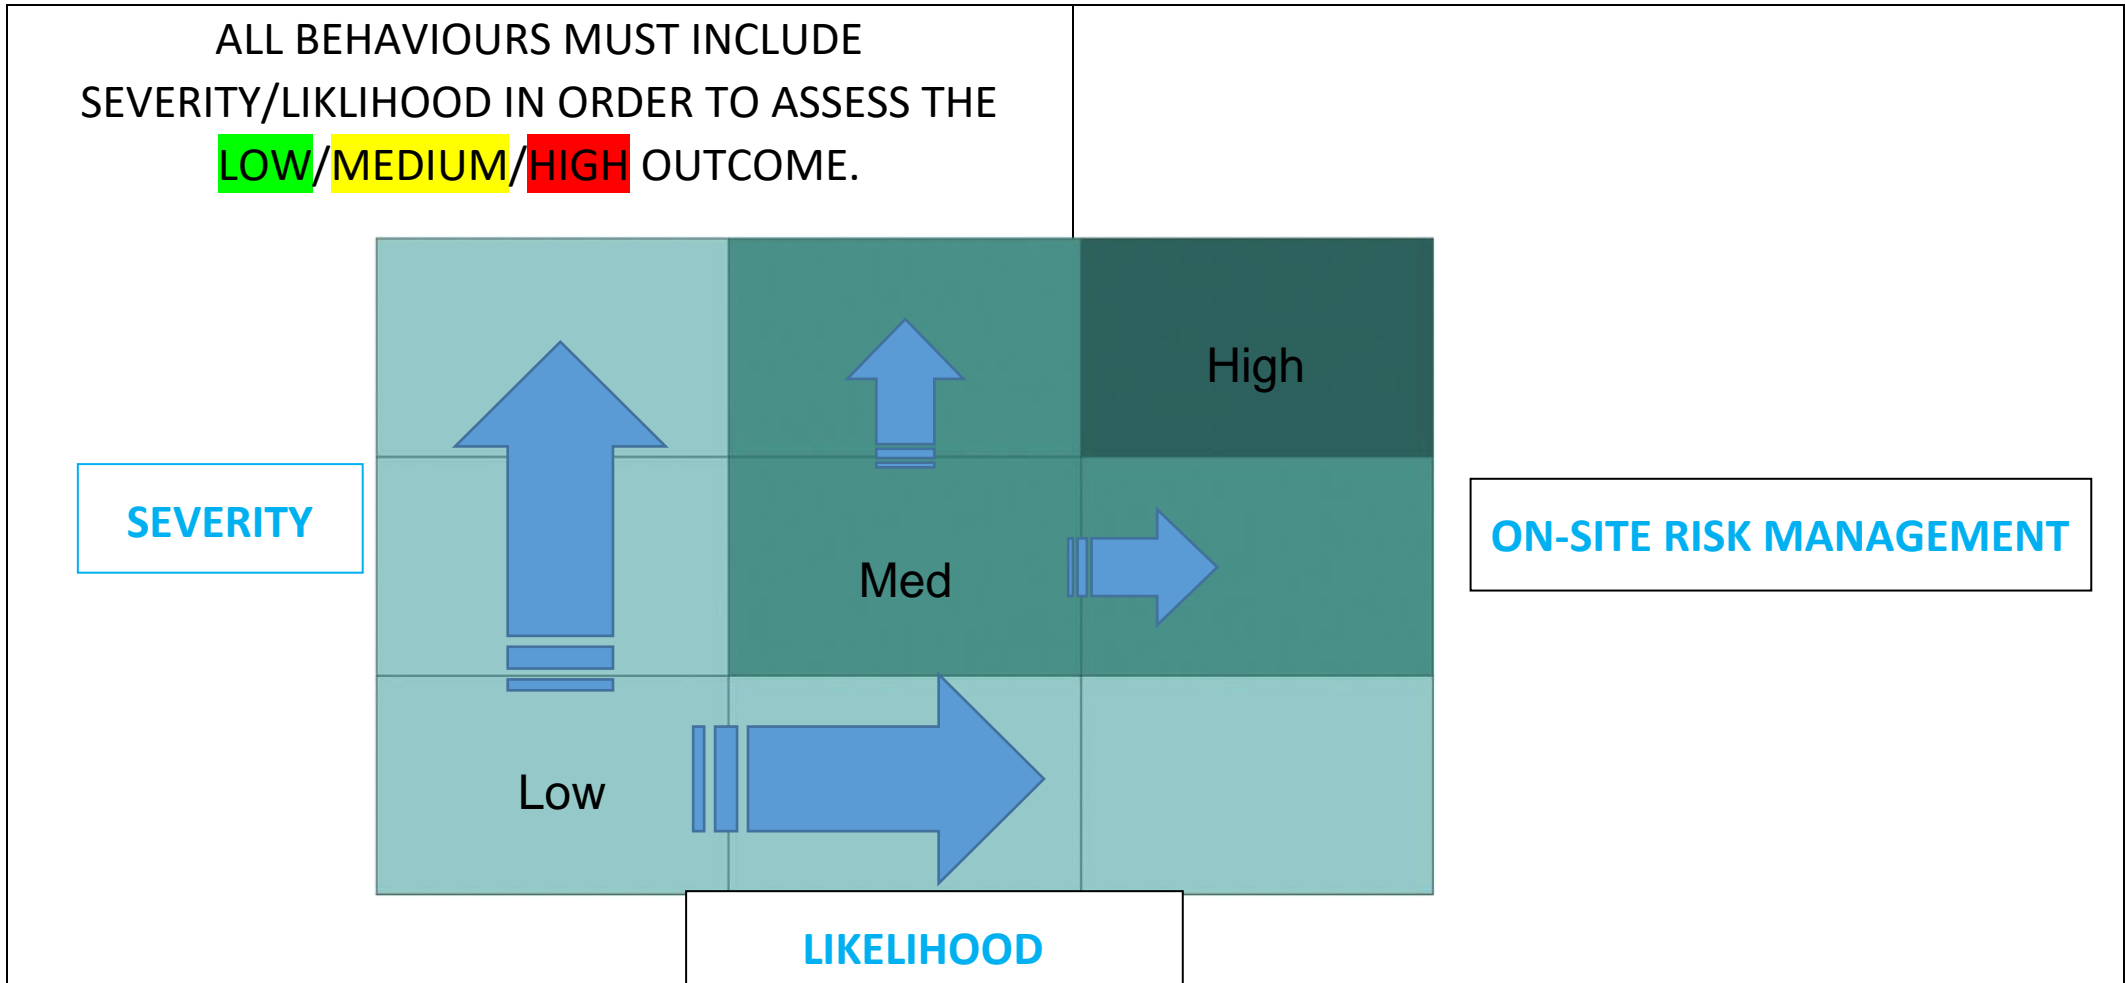 ALL BEHAVIOURS MUST INCLUDE
SEVERITY/LIKLIHOOD IN ORDER TO ASSESS THE
LOW/MEDIUM/HIGH OUTCOME.
High
SEVERITY
ON-SITE RISK MANAGEMENT
Med
Low
LIKELIHOOD